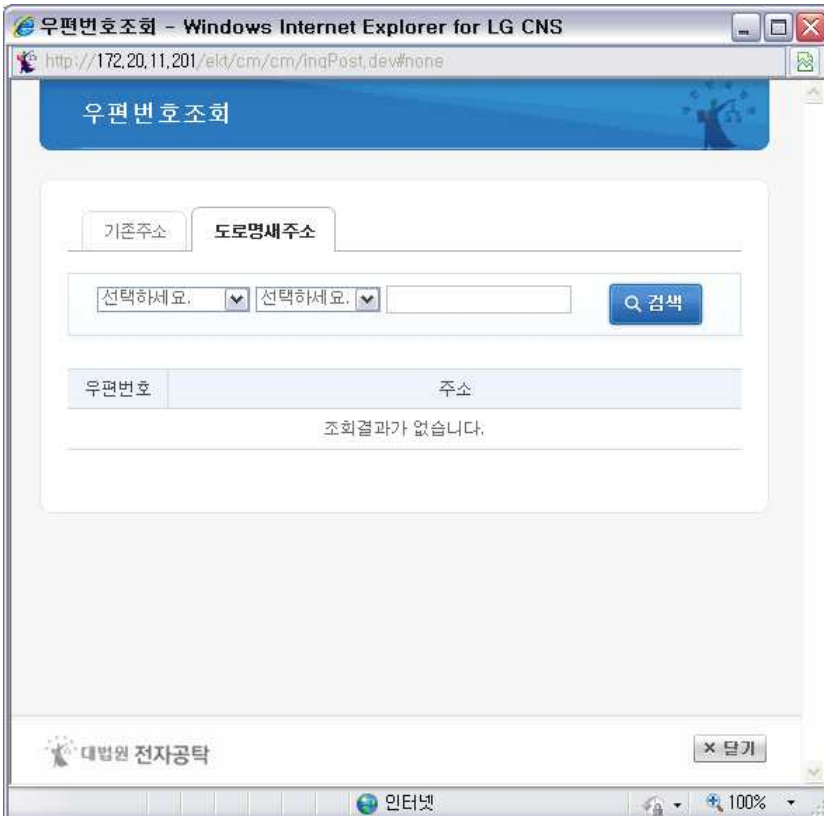 우편번호조회 - Windows Internet Explorer for LG CNS
http://172,20,11,201/ekt/cm/cm/inqPost,dev#none
우편번호조회
기존주소 도로명새주소
선택하세요. 선택하세요. 검색
우편번호 주소
조회결과가 없습니다.
대법원 전자공탁 × 닫기
인터넷 100%